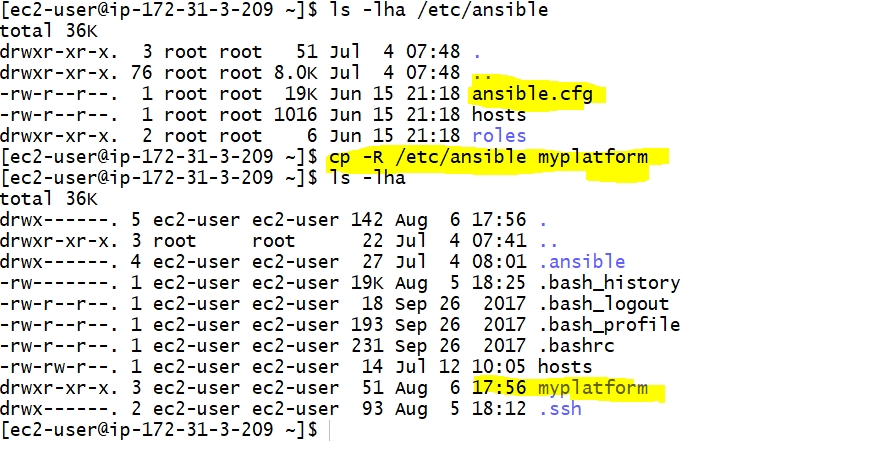 [ec2-user@ip-172-31-3-209 ~]$ ls -lha /etc/ansible
total 36K
drwxr-xr-x. 3 root root 51 Jul 4 07:48 .
drwxr-xr-x. 76 root root 8.0K Jul 4 07:48 ..
-rw-r--r--. 1 root root 19K Jun 15 21:18 ansible.cfg
-rw-r--r--. 1 root root 1016 Jun 15 21:18 hosts
drwxr-xr-x. 2 root root 6 Jun 15 21:18 roles
[ec2-user@ip-172-31-3-209 ~]$ cp -R /etc/ansible myplatform
[ec2-user@ip-172-31-3-209 ~]$ ls -lha
total 36K
drwx------. 5 ec2-user ec2-user 142 Aug 6 17:56 .
drwxr-xr-x. 3 root root 22 Jul 4 07:41 ..
drwx------. 4 ec2-user ec2-user 27 Jul 4 08:01 .ansible
-rw-------. 1 ec2-user ec2-user 19K Aug 5 18:25 .bash_history
-rw-r--r--. 1 ec2-user ec2-user 18 Sep 26 2017 .bash_logout
-rw-r--r--. 1 ec2-user ec2-user 193 Sep 26 2017 .bash_profile
-rw-r--r--. 1 ec2-user ec2-user 231 Sep 26 2017 .bashrc
-rw-rw-r--. 1 ec2-user ec2-user 14 Jul 12 10:05 hosts
drwxr-xr-x. 3 ec2-user ec2-user 51 Aug 6 17:56 myplatform
drwx------. 2 ec2-user ec2-user 93 Aug 5 18:12 .ssh
[ec2-user@ip-172-31-3-209 ~]$